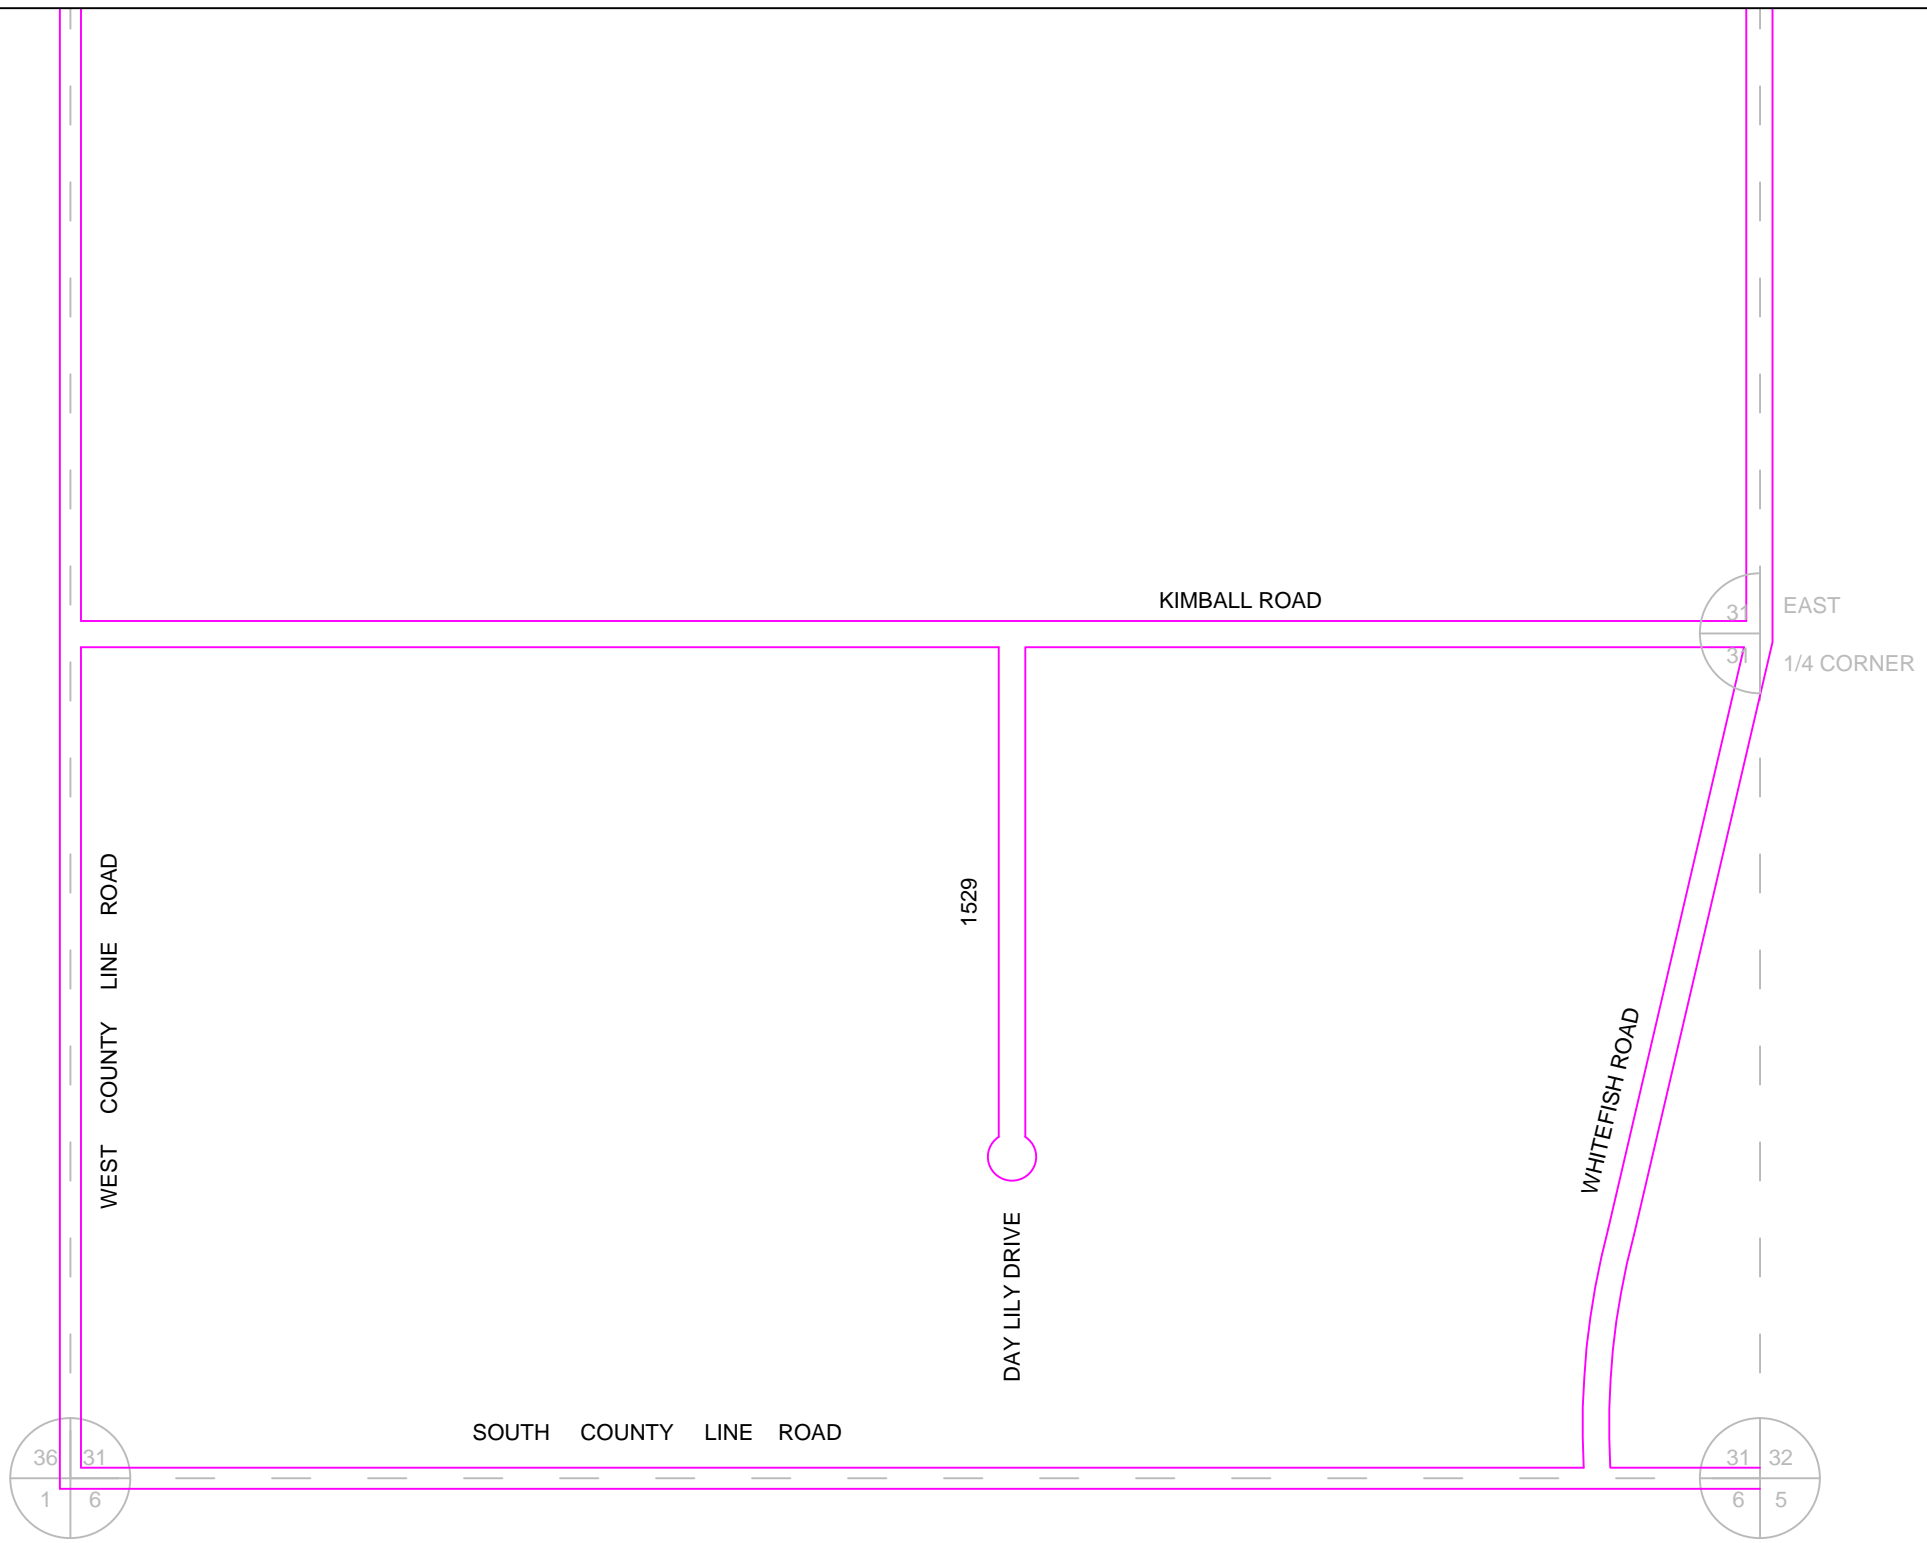 KIMBALL ROAD
31
EAST
31
1/4 CORNER
WEST COUNTY LINE ROAD
1529
WHITEFISH ROAD
DAY LILY DRIVE
SOUTH COUNTY LINE ROAD
36 31
1 6
31 32
6 5